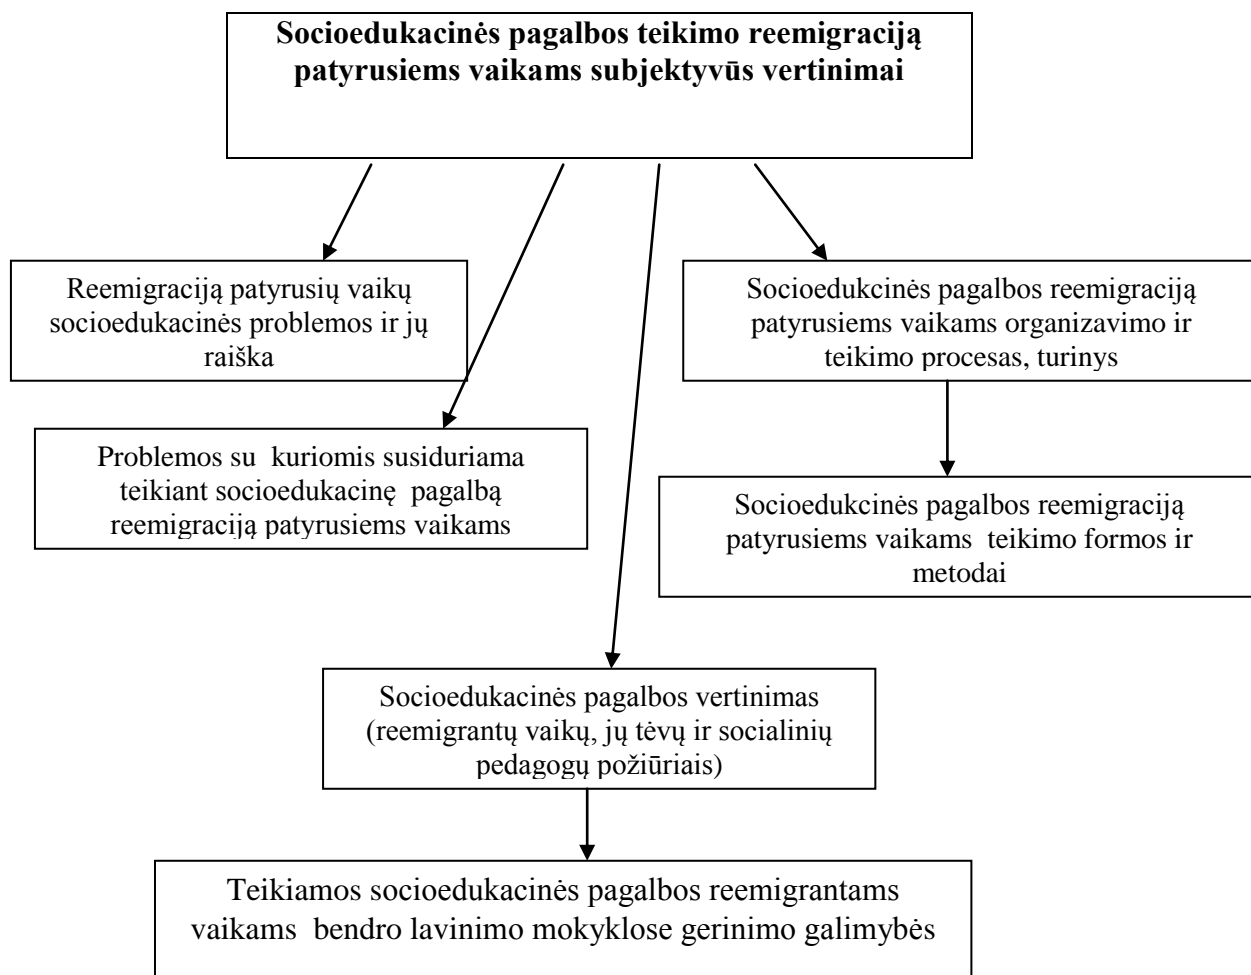 Socioedukacinės pagalbos teikimo reemigraciją
patyrusiems vaikams subjektyvūs vertinimai
Reemigraciją patyrusių vaikų
socioedukacinės problemos ir jų
raiška
Socioedukcinės pagalbos reemigraciją
patyrusiems vaikams organizavimo ir
teikimo procesas, turinys
Problemos su kuriomis susiduriama
teikiant socioedukacinę pagalbą
reemigraciją patyrusiems vaikams
Socioedukcinės pagalbos reemigraciją
patyrusiems vaikams teikimo formos ir
metodai
Socioedukacinės pagalbos vertinimas
(reemigrantų vaikų, jų tėvų ir socialinių
pedagogų požiūriais)
Teikiamos socioedukacinės pagalbos reemigrantams
vaikams bendro lavinimo mokyklose gerinimo galimybės